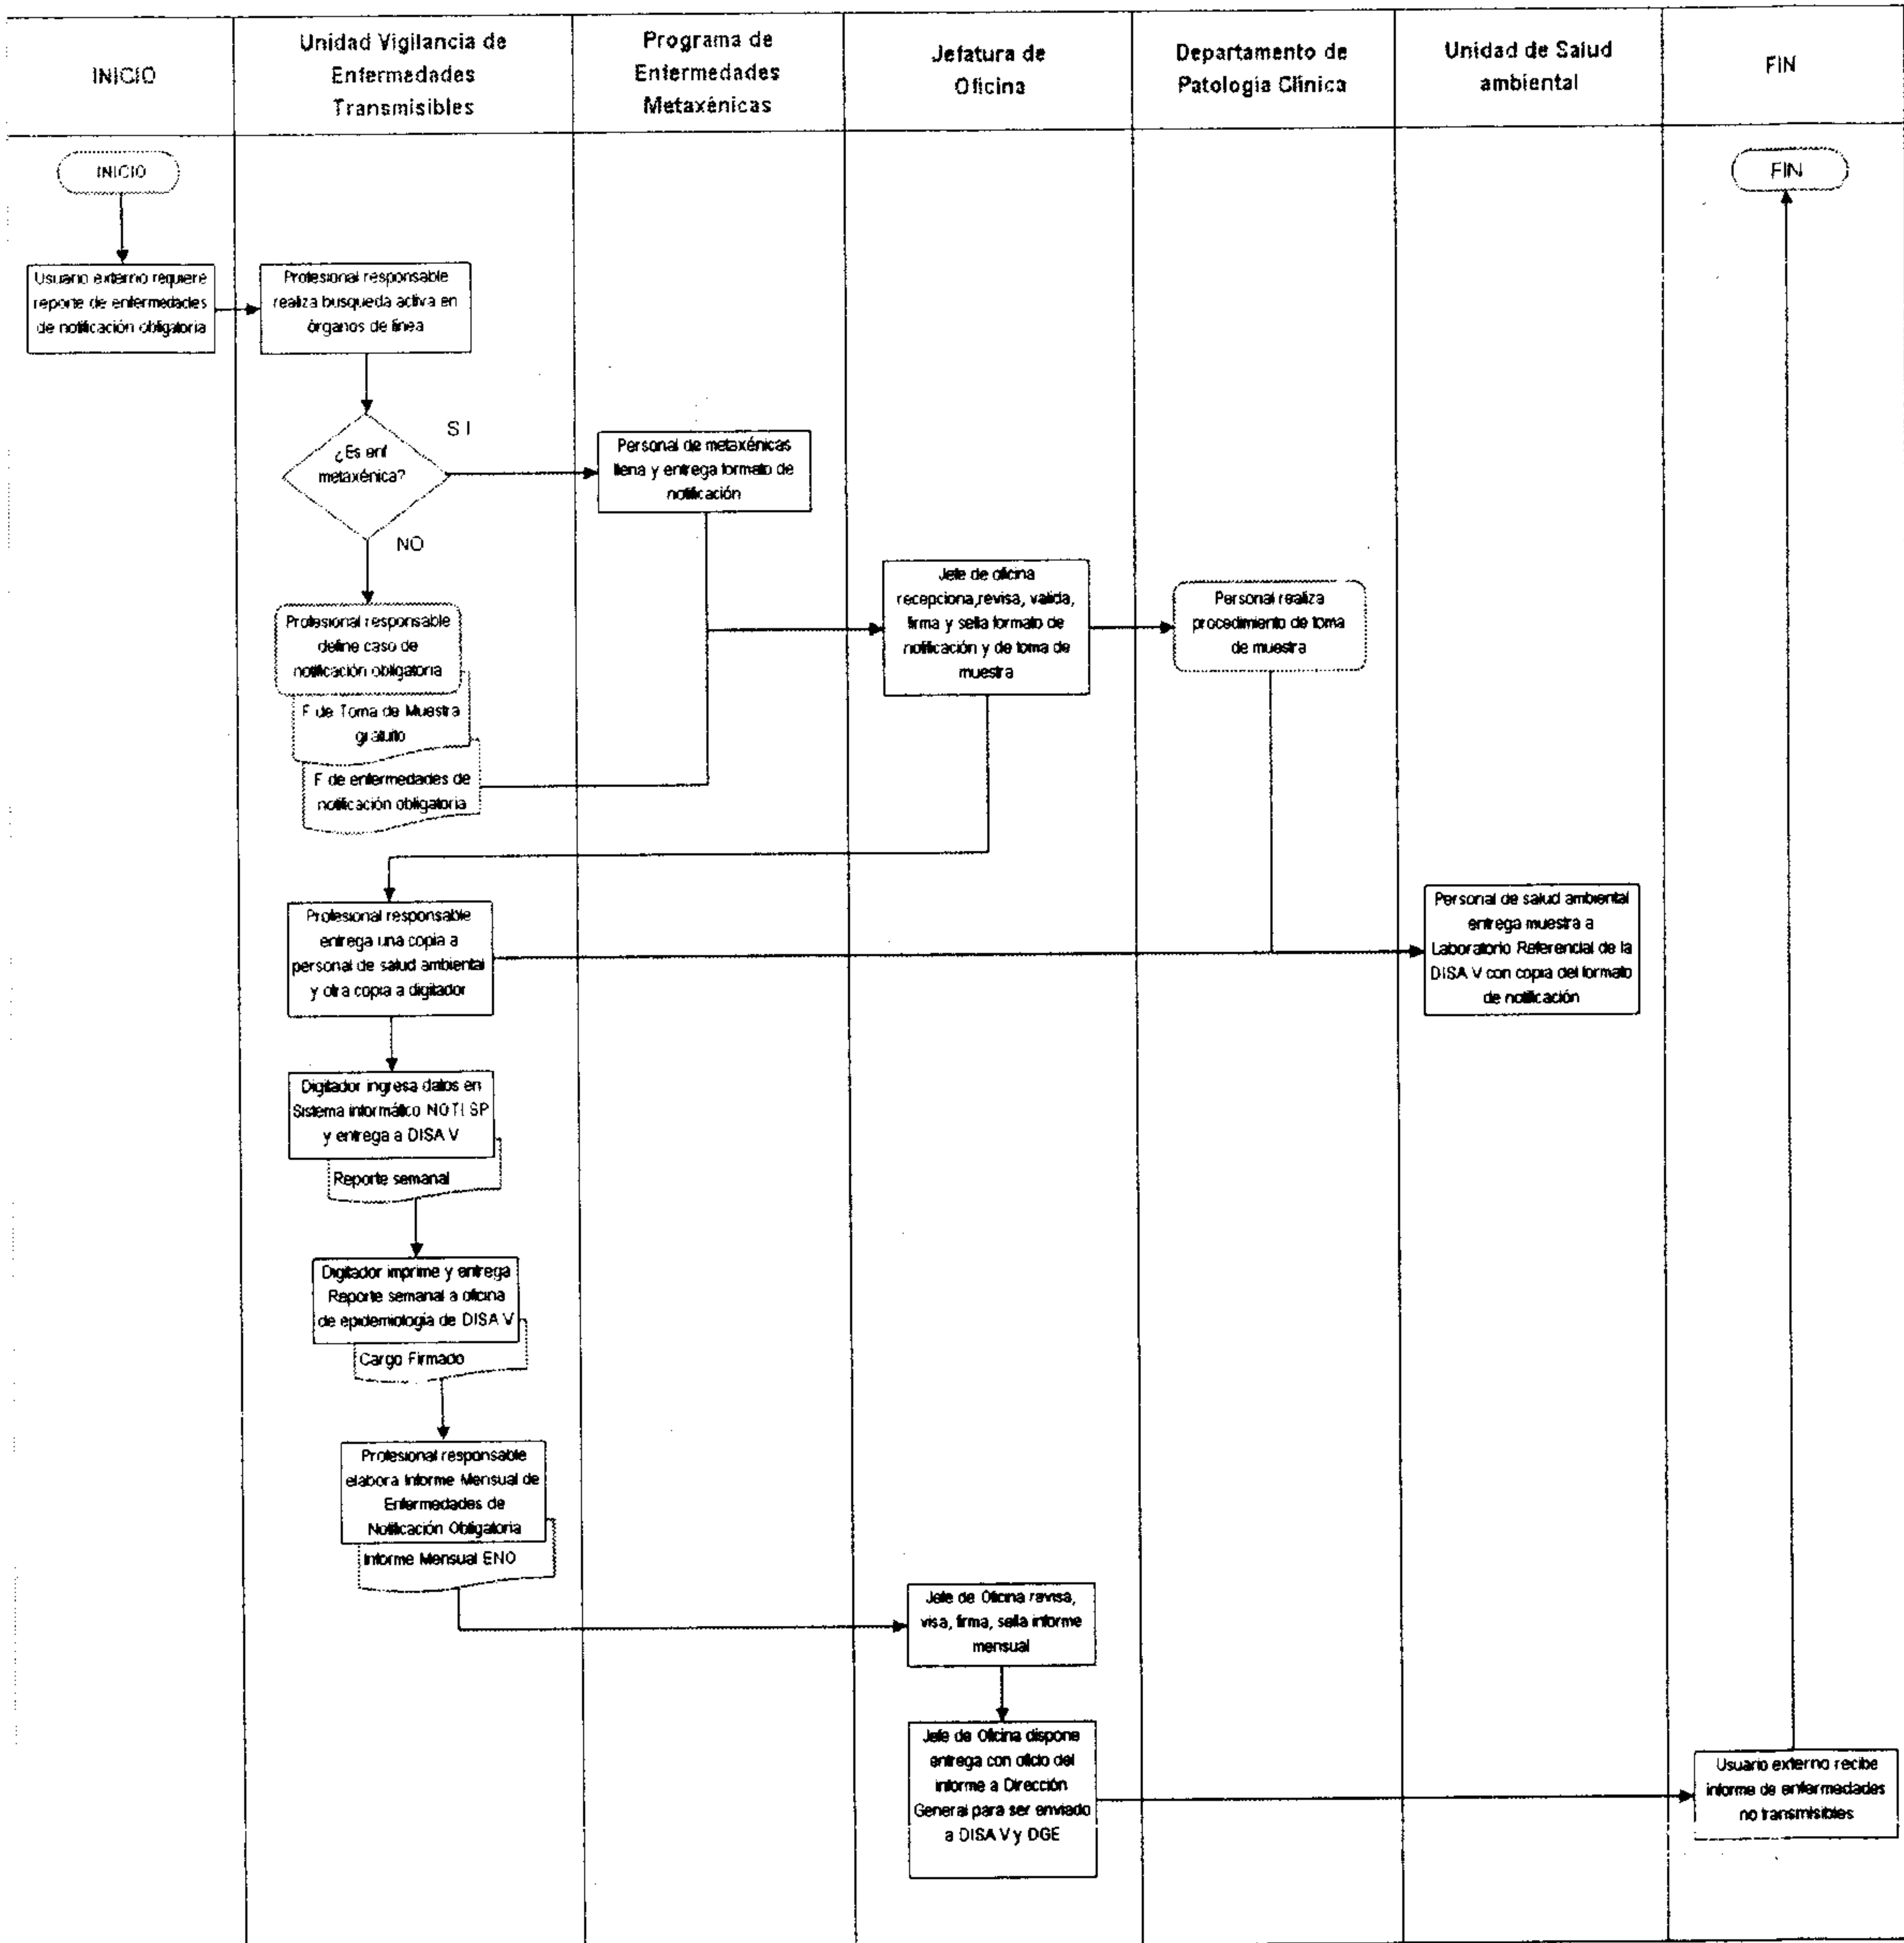 INICIO
Unidad Vigilancia de
Enfermedades
Transmisibles
Programa de
Enfermedades
Metaxénicas
Jefatura de
Oficina
Departamento de
Patología Clínica
Unidad de Salud
ambiental
FIN
INICIO
FIN
Usuario externo requiere
reporte de enfermedades
de notificación obligatoria
Profesional responsable
realiza busqueda activa en
órganos de línea
¿Es enf
metaxénica?
SI
NO
Personal de metaxénicas
llena y entrega formato de
notificación
Profesional responsable
define caso de
notificación obligatoria
F de Toma de Muestra
gratuito
F de enfermedades de
notificación obligatoria
Jefe de oficina
recepciona,revisa, valida,
firma y sella formato de
notificación y de toma de
muestra
Personal realiza
procedimiento de toma
de muestra
Profesional responsable
entrega una copia a
personal de salud ambiental
y otra copia a digitador
Personal de salud ambiental
entrega muestra a
Laboratorio Referencial de la
DISA V con copia del formato
de notificación
Digitador ingresa datos en
Sistema informático NOTI SP
y entrega a DISA V
Reporte semanal
Digitador imprime y entrega
Reporte semanal a oficina
de epidemiología de DISA V
Cargo Firmado
Profesional responsable
elabora Informe Mensual de
Enfermedades de
Notificación Obligatoria
Informe Mensual ENO
Jefe de Oficina revisa,
visa, firma, sella informe
mensual
Jefe de Oficina dispone
entrega con oficio del
informe a Dirección
General para ser enviado
a DISA V y DGE
Usuario externo recibe
informe de enfermedades
no transmisibles